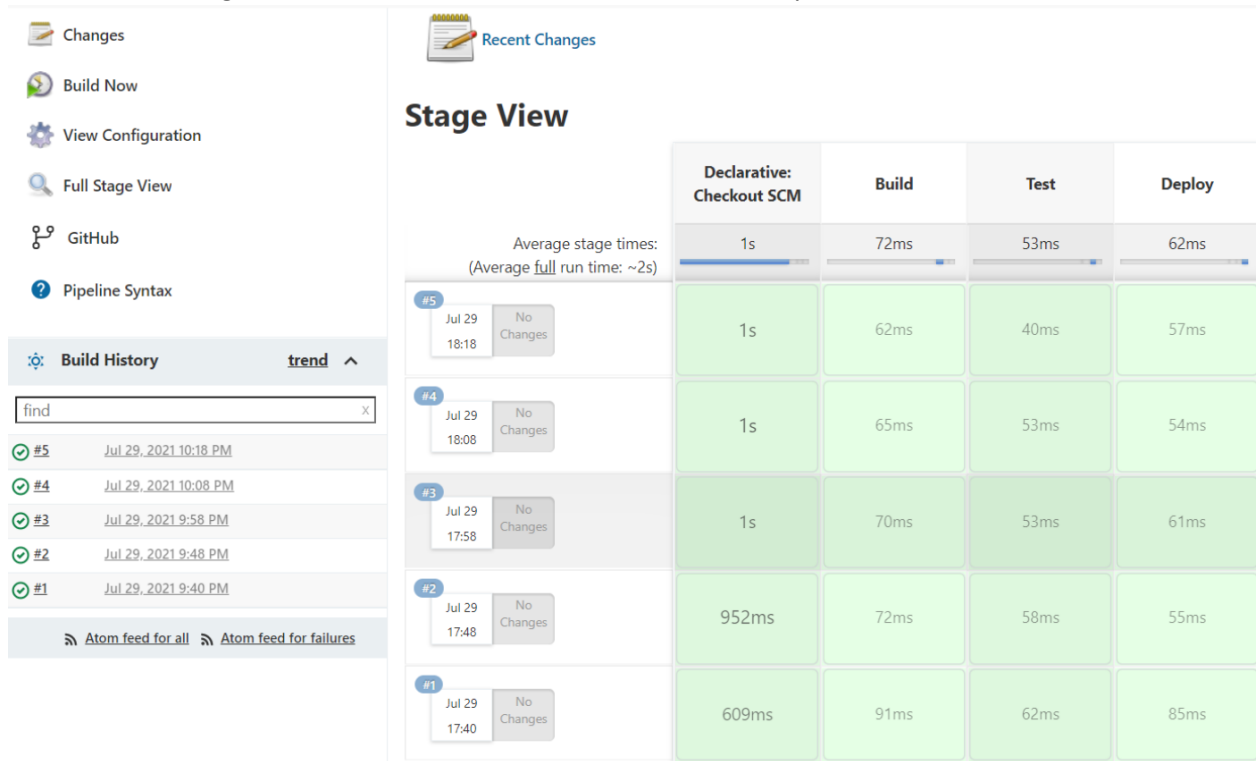 Changes
Build Now
View Configuration
Full Stage View
GitHub
Pipeline Syntax
Build History trend
find x
#5 Jul 29, 2021 10:18 PM
#4 Jul 29, 2021 10:08 PM
#3 Jul 29, 2021 9:58 PM
#2 Jul 29, 2021 9:48 PM
#1 Jul 29, 2021 9:40 PM
Atom feed for all Atom feed for failures
Recent Changes
Stage View
Declarative:
Checkout SCM
Build
Test
Deploy
Average stage times:
(Average full run time: ~2s)
1s 72ms 53ms 62ms
#5
Jul 29
18:18
No
Changes
1s 62ms 40ms 57ms
#4
Jul 29
18:08
No
Changes
1s 65ms 53ms 54ms
#3
Jul 29
17:58
No
Changes
1s 70ms 53ms 61ms
#2
Jul 29
17:48
No
Changes
952ms 72ms 58ms 55ms
#1
Jul 29
17:40
No
Changes
609ms 91ms 62ms 85ms